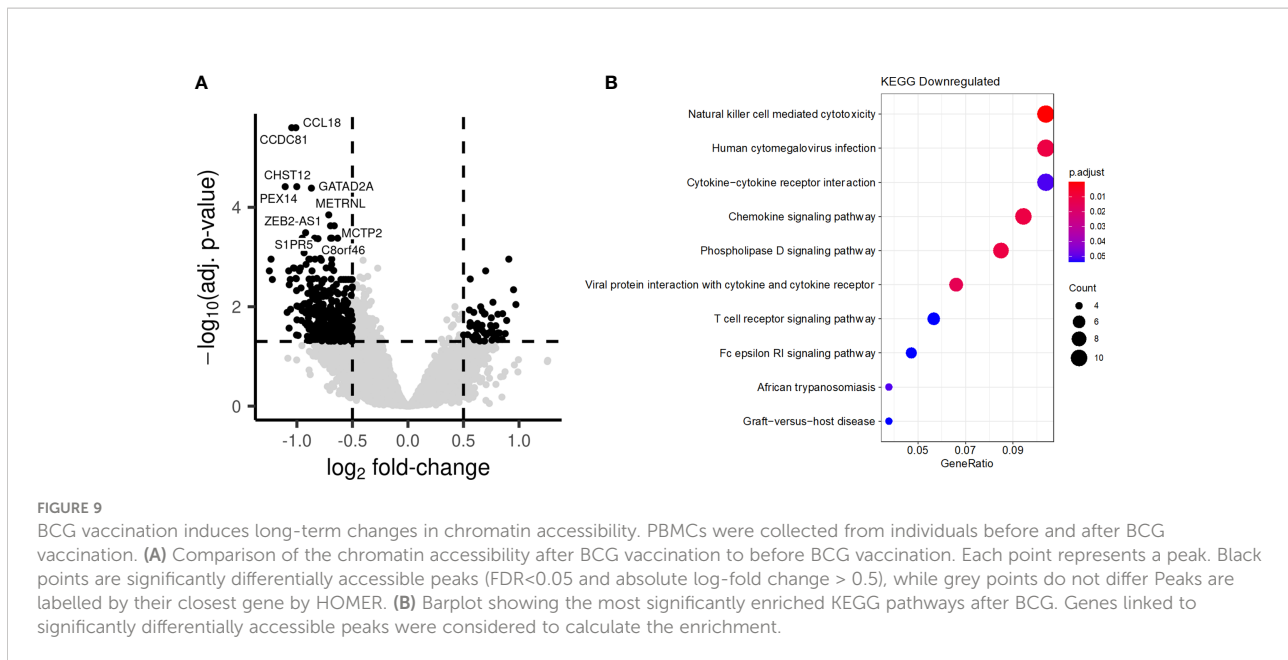 A
B
KEGG Downregulated
CCL18
CCDC81
CHST12
GATAD2A
PEX14
METRNL
ZEB2-AS1
MCTP2
S1PR5
C8orf46
−log10(adj. p-value)
4
2
0
-1.0
-0.5
0.0
0.5
1.0
log2 fold-change
Natural killer cell mediated cytotoxicity
Human cytomegalovirus infection
Cytokine−cytokine receptor interaction
Chemokine signaling pathway
Phospholipase D signaling pathway
Viral protein interaction with cytokine and cytokine receptor
T cell receptor signaling pathway
Fc epsilon RI signaling pathway
African trypanosomiasis
Graft−versus−host disease
0.05
0.07
0.09
GeneRatio
p.adjust
0.01
0.02
0.03
0.04
0.05
Count
4
6
8
10
FIGURE 9
BCG vaccination induces long-term changes in chromatin accessibility. PBMCs were collected from individuals before and after BCG
vaccination. (A) Comparison of the chromatin accessibility after BCG vaccination to before BCG vaccination. Each point represents a peak. Black
points are significantly differentially accessible peaks (FDR<0.05 and absolute log-fold change > 0.5), while grey points do not differ Peaks are
labelled by their closest gene by HOMER. (B) Barplot showing the most significantly enriched KEGG pathways after BCG. Genes linked to
significantly differentially accessible peaks were considered to calculate the enrichment.